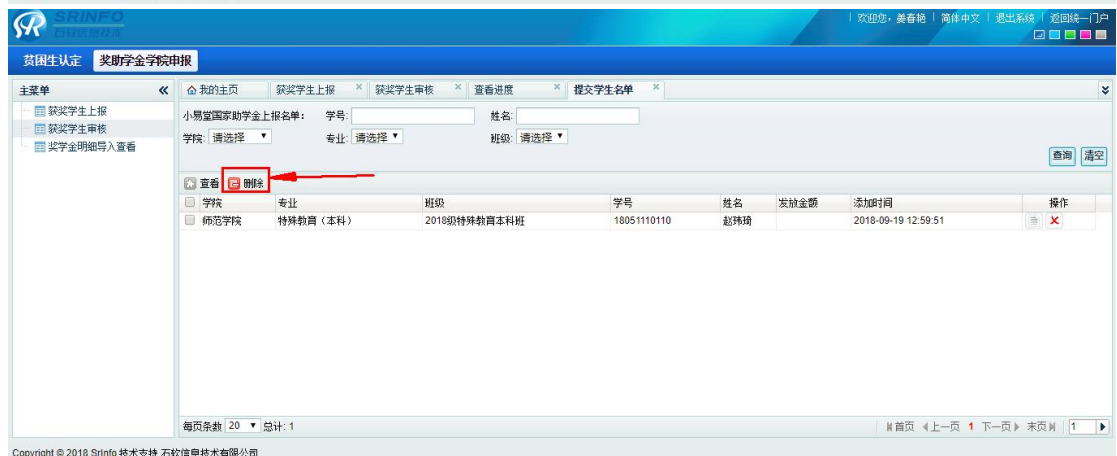 SRINFO
欢迎您，姜春艳 | 简体中文 | 退出系统 | 返回统一门户
贫困生认定 奖助学金学院申报
主菜单 «
获奖学生上报
获奖学生审核
奖学金明细导入查看
我的主页 获奖学生上报 × 获奖学生审核 × 查看进度 × 提交学生名单 ×
小易堂国家助学金上报名单： 学号: 姓名:
学院: 请选择 专业: 请选择 班级: 请选择
查询 清空
查看 删除
学院 专业 班级 学号 姓名 发放金额 添加时间 操作
师范学院 特殊教育（本科） 2018级特殊教育本科班 18051110110 赵玮琦 2018-09-19 12:59:51
每页条数 20 总计: 1
首页 上一页 1 下一页 末页 1
Copyright © 2018 SrInfo 技术支持 石软信息技术有限公司